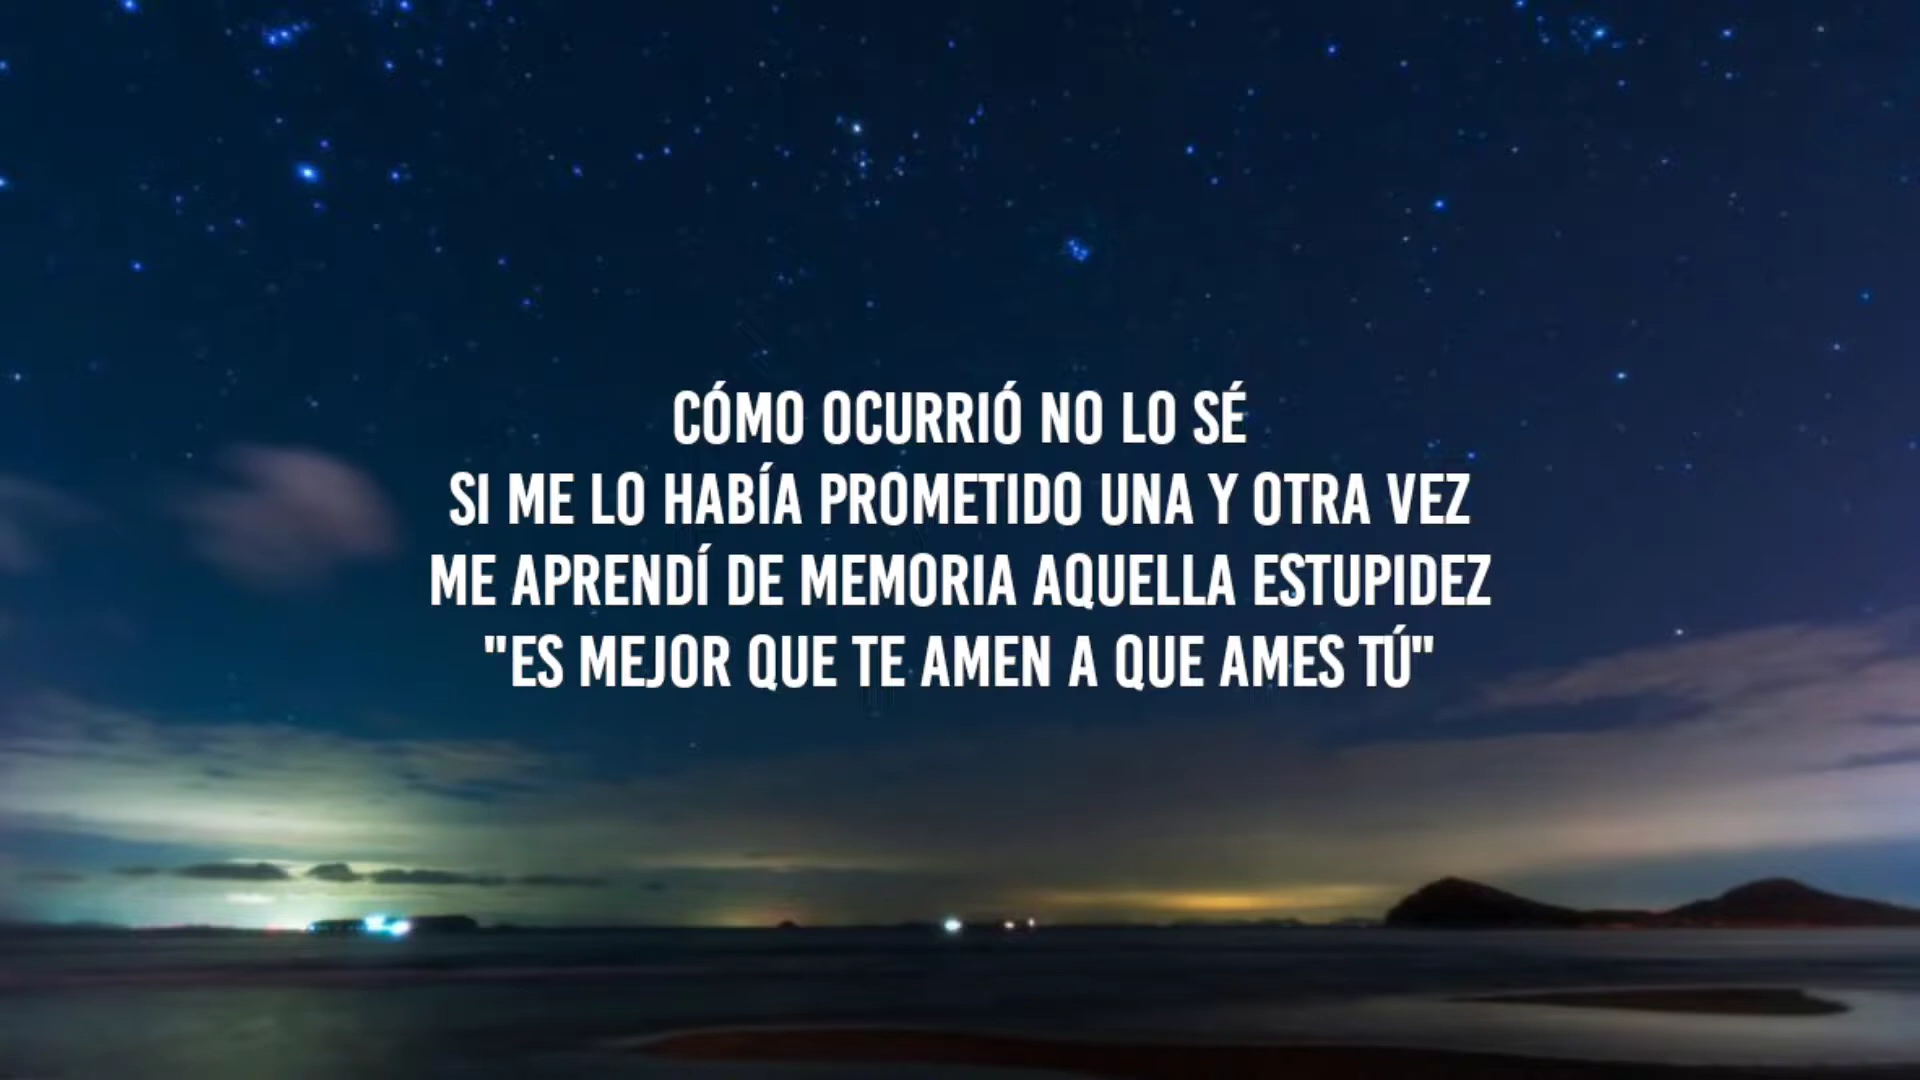 CÓMO OCURRIÓ NO LO SÉ
SI ME LO HABÍA PROMETIDO UNA Y OTRA VEZ
ME APRENDÍ DE MEMORIA AQUELLA ESTUPIDEZ
"ES MEJOR QUE TE AMEN A QUE AMES TÚ"